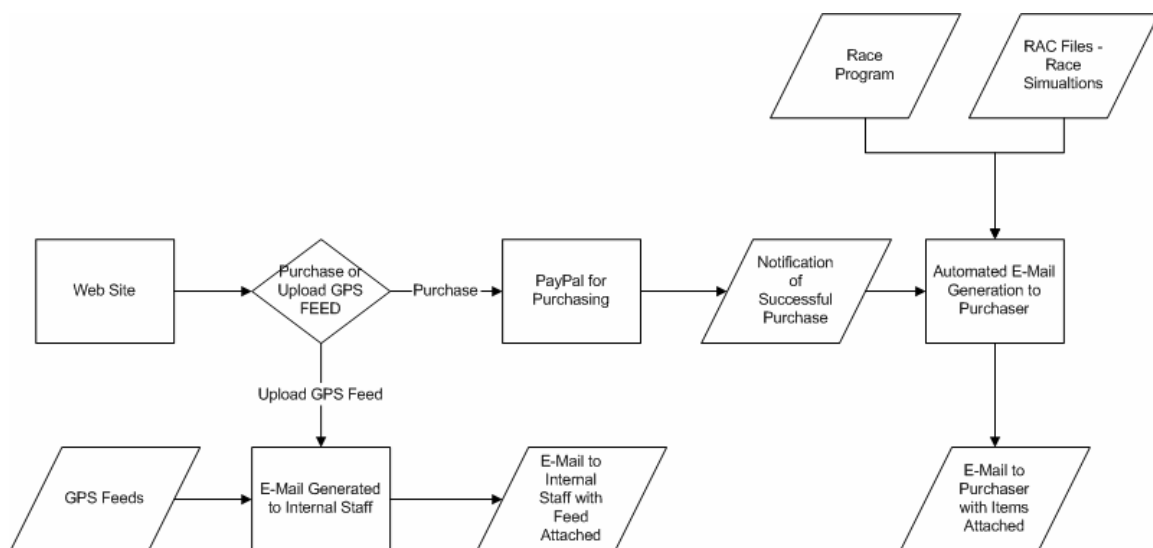 Race
Program
RAC Files -
Race
Simualtions
Web Site
Purchase or
Upload GPS
FEED
Purchase
PayPal for
Purchasing
Notification
of
Successful
Purchase
Automated E-Mail
Generation to
Purchaser
Upload GPS Feed
GPS Feeds
E-Mail Generated
to Internal Staff
E-Mail to
Internal
Staff with
Feed
Attached
E-Mail to
Purchaser
with Items
Attached